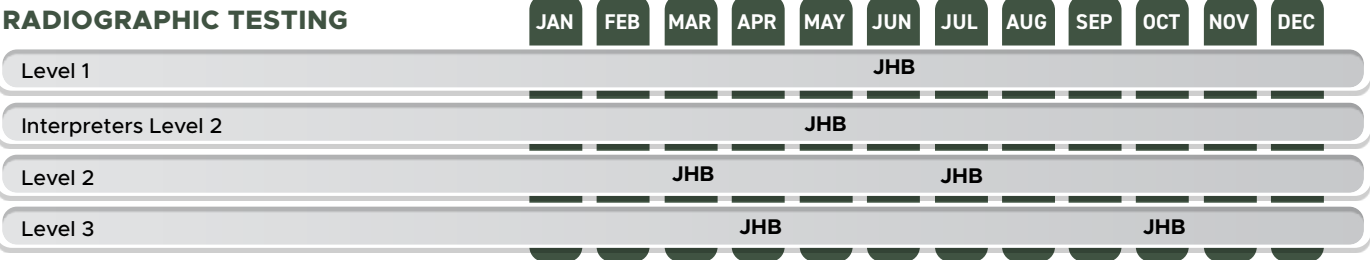 RADIOGRAPHIC TESTING JAN FEB MAR APR MAY JUN JUL AUG SEP OCT NOV DEC
Level 1 JHB
Interpreters Level 2 JHB
Level 2 JHB JHB
Level 3 JHB JHB